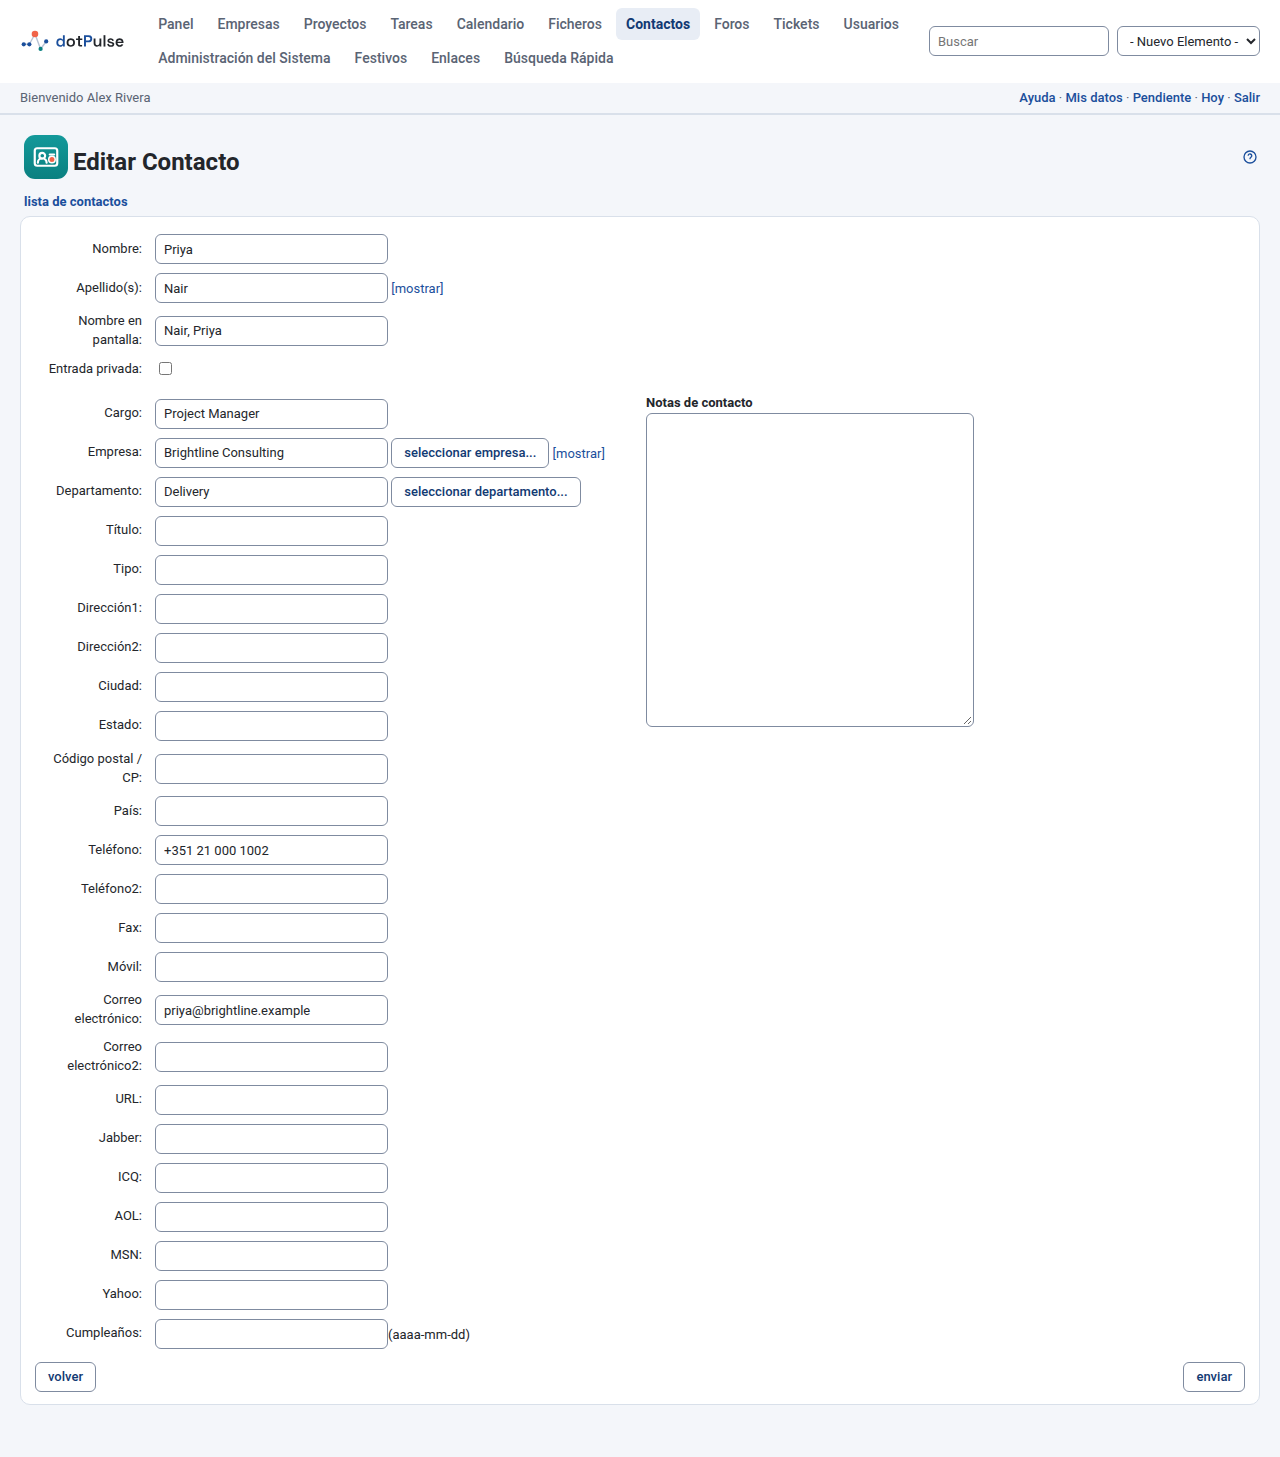 dotPulse
Panel Empresas Proyectos Tareas Calendario Ficheros Contactos Foros Tickets Usuarios
Administración del Sistema Festivos Enlaces Búsqueda Rápida
Buscar
- Nuevo Elemento -
Bienvenido Alex Rivera
Ayuda · Mis datos · Pendiente · Hoy · Salir
Editar Contacto
lista de contactos
Nombre: Priya
Apellido(s): Nair [mostrar]
Nombre en
pantalla: Nair, Priya
Entrada privada:
Cargo: Project Manager
Empresa: Brightline Consulting seleccionar empresa... [mostrar]
Departamento: Delivery seleccionar departamento...
Título:
Tipo:
Dirección1:
Dirección2:
Ciudad:
Estado:
Código postal /
CP:
País:
Teléfono: +351 21 000 1002
Teléfono2:
Fax:
Móvil:
Correo
electrónico: priya@brightline.example
Correo
electrónico2:
URL:
Jabber:
ICQ:
AOL:
MSN:
Yahoo:
Cumpleaños: (aaaa-mm-dd)
Notas de contacto
volver
enviar